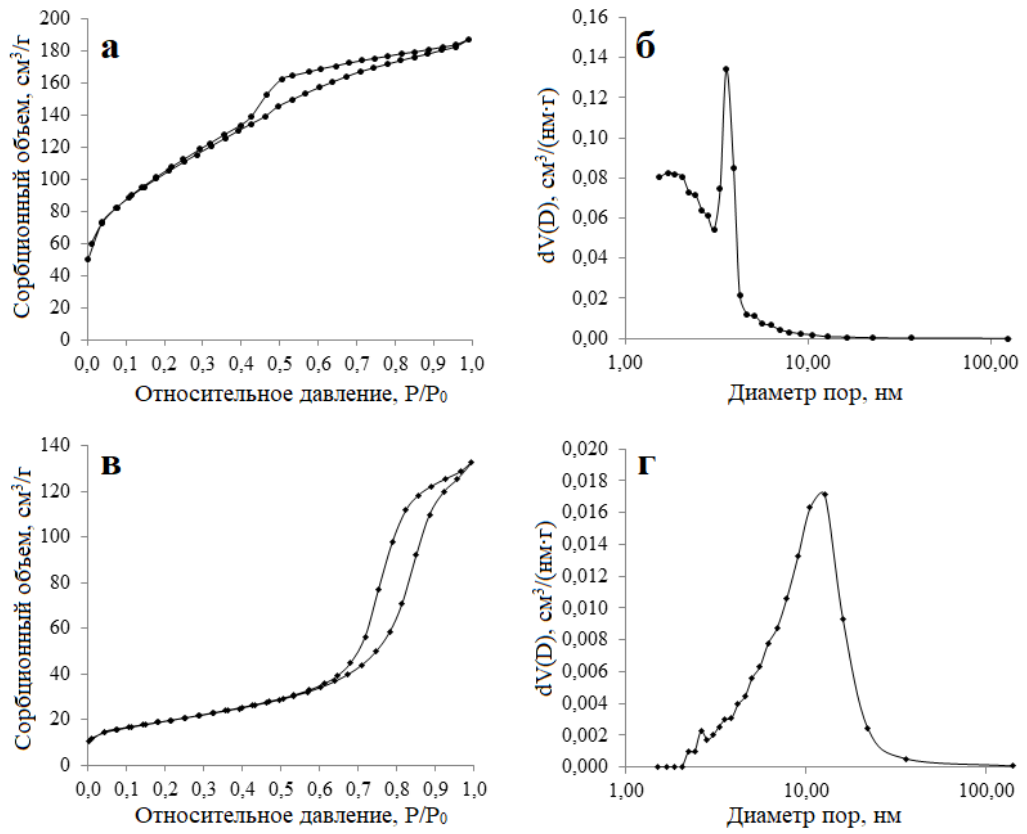 а
Сорбционный объем, см³/г
200
180
160
140
120
100
80
60
40
20
0
0,0 0,1 0,2 0,3 0,4 0,5 0,6 0,7 0,8 0,9 1,0
Относительное давление, P/P₀
б
dV(D), см³/(нм·г)
0,16
0,14
0,12
0,10
0,08
0,06
0,04
0,02
0,00
1,00 10,00 100,00
Диаметр пор, нм
в
Сорбционный объем, см³/г
140
120
100
80
60
40
20
0
0,0 0,1 0,2 0,3 0,4 0,5 0,6 0,7 0,8 0,9 1,0
Относительное давление, P/P₀
г
dV(D), см³/(нм·г)
0,020
0,018
0,016
0,014
0,012
0,010
0,008
0,006
0,004
0,002
0,000
1,00 10,00 100,00
Диаметр пор, нм